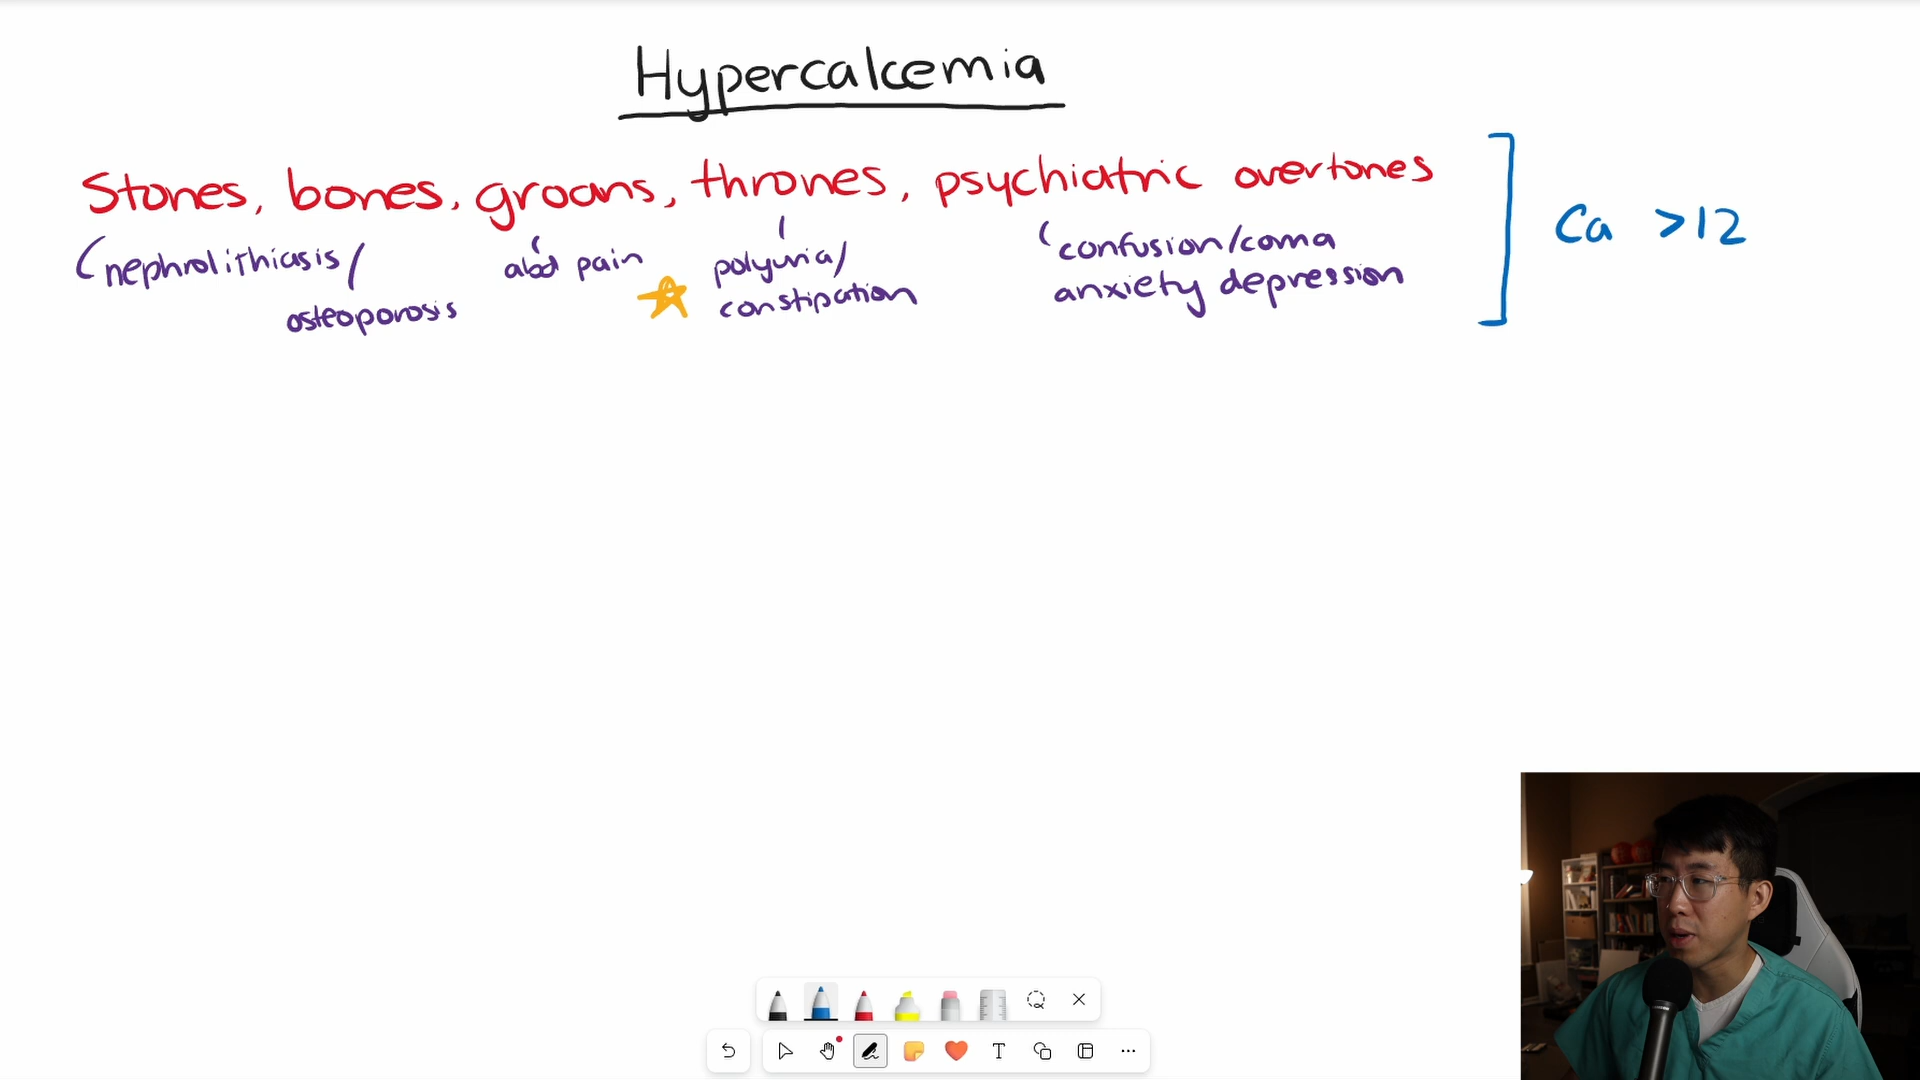 Hypercalcemia
Stones, bones, groans, thrones, psychiatric overtones
nephrolithiasis/
osteoporosis
abd pain
polyuria/
constipation
confusion/coma
anxiety depression
Ca >12